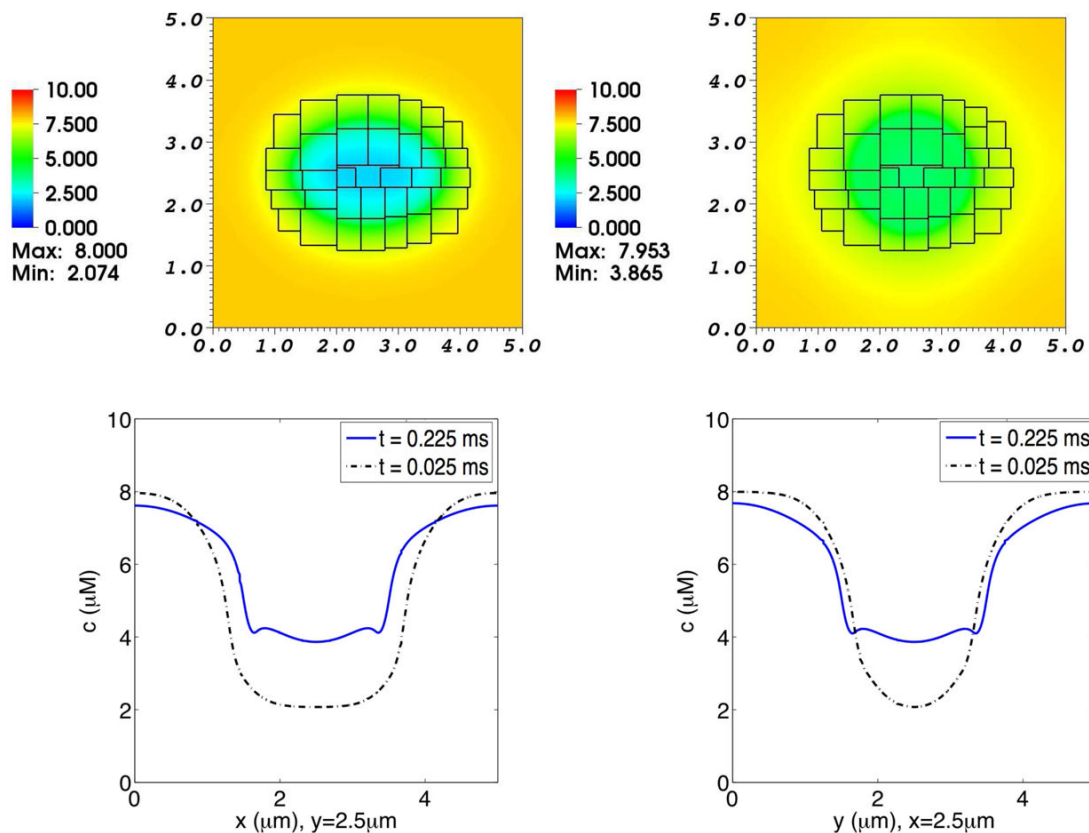 5.0
4.0
3.0
2.0
1.0
0.0
0.0 1.0 2.0 3.0 4.0 5.0
10.00
7.500
5.000
2.500
0.000
Max: 8.000
Min: 2.074
5.0
4.0
3.0
2.0
1.0
0.0
0.0 1.0 2.0 3.0 4.0 5.0
10.00
7.500
5.000
2.500
0.000
Max: 7.953
Min: 3.865
10
8
6
4
2
0
c (μM)
t = 0.225 ms
t = 0.025 ms
0 2 4
x (μm), y=2.5μm
10
8
6
4
2
0
c (μM)
t = 0.225 ms
t = 0.025 ms
0 2 4
y (μm), x=2.5μm